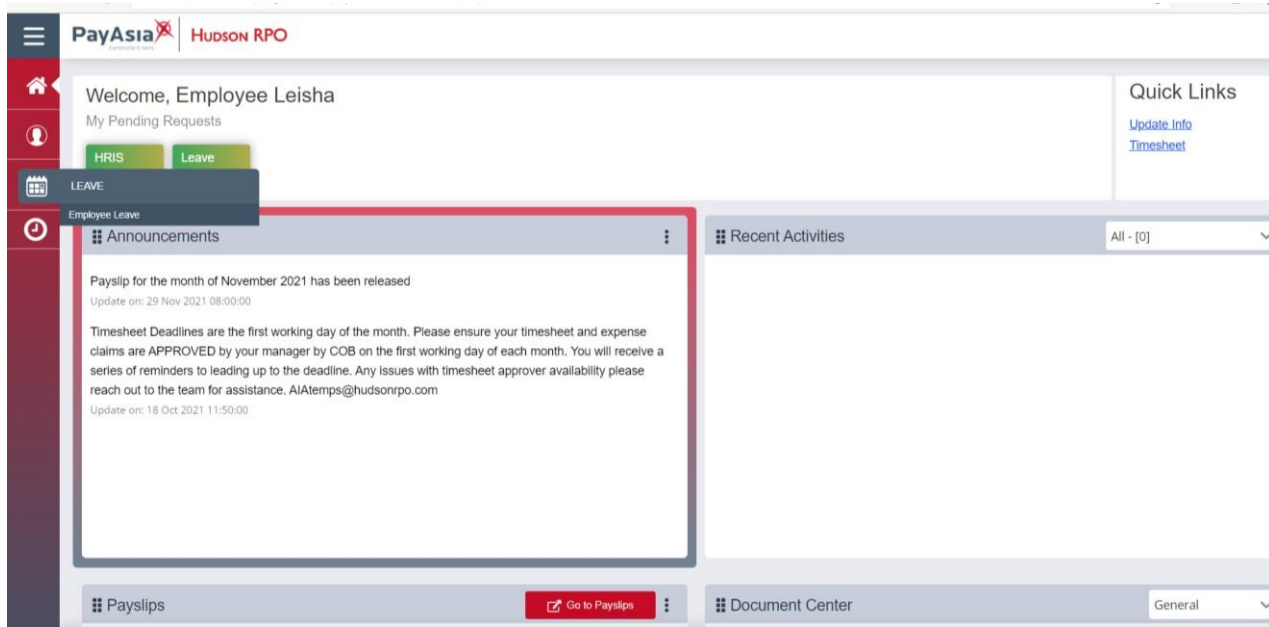 PayAsia
HUDSON RPO
Welcome, Employee Leisha
My Pending Requests
HRIS
Leave
LEAVE
Employee Leave
Quick Links
Update Info
Timesheet
Announcements
Payslip for the month of November 2021 has been released
Update on: 29 Nov 2021 08:00:00
Timesheet Deadlines are the first working day of the month. Please ensure your timesheet and expense
claims are APPROVED by your manager by COB on the first working day of each month. You will receive a
series of reminders to leading up to the deadline. Any issues with timesheet approver availability please
reach out to the team for assistance. AIAtemps@hudsonrpo.com
Update on: 18 Oct 2021 11:50:00
Recent Activities
All - [0]
Payslips
Go to Payslips
Document Center
General